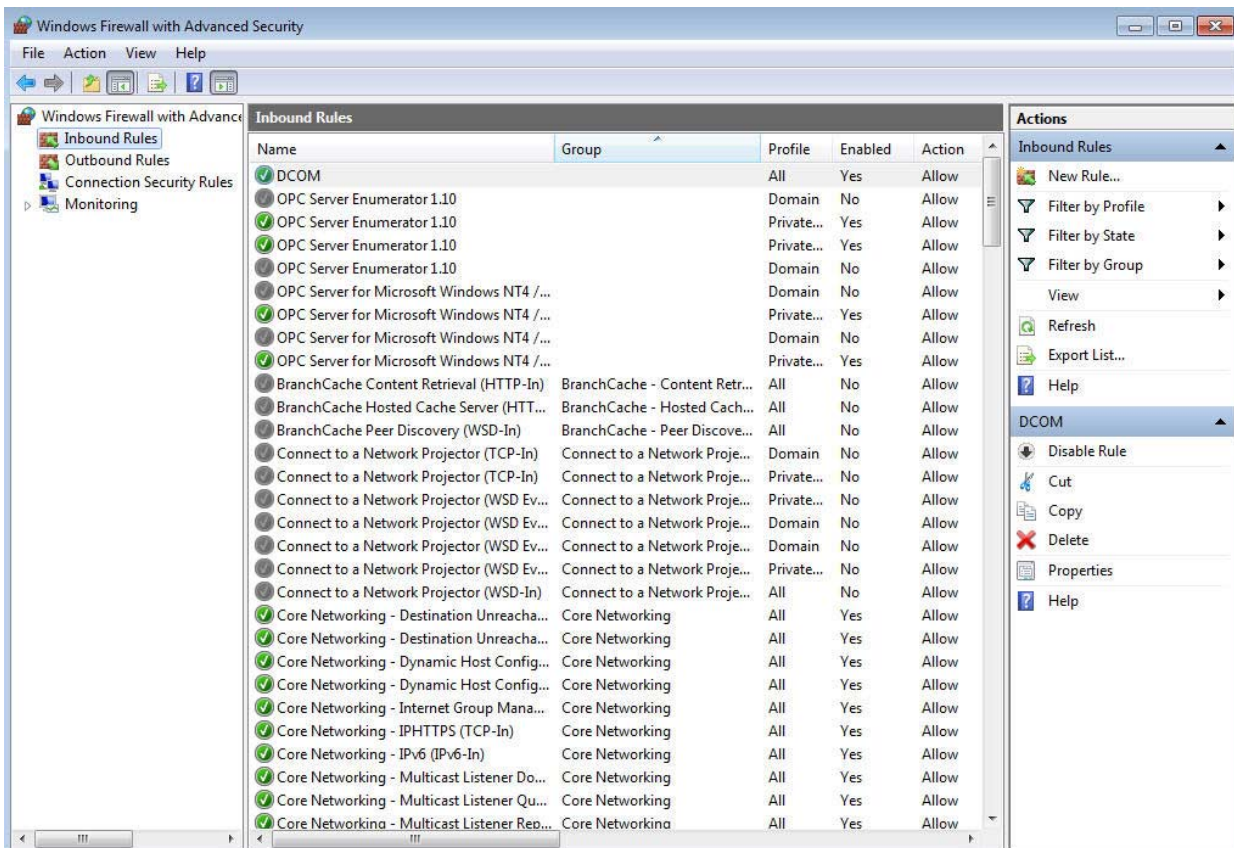 Windows Firewall with Advanced Security
File Action View Help
Windows Firewall with Advance
Inbound Rules
Outbound Rules
Connection Security Rules
Monitoring
Inbound Rules
Name Group Profile Enabled Action
DCOM All Yes Allow
OPC Server Enumerator 1.10 Domain No Allow
OPC Server Enumerator 1.10 Private... Yes Allow
OPC Server Enumerator 1.10 Private... Yes Allow
OPC Server Enumerator 1.10 Domain No Allow
OPC Server for Microsoft Windows NT4 /... Domain No Allow
OPC Server for Microsoft Windows NT4 /... Private... Yes Allow
OPC Server for Microsoft Windows NT4 /... Domain No Allow
OPC Server for Microsoft Windows NT4 /... Private... Yes Allow
BranchCache Content Retrieval (HTTP-In) BranchCache - Content Retr... All No Allow
BranchCache Hosted Cache Server (HTT... BranchCache - Hosted Cach... All No Allow
BranchCache Peer Discovery (WSD-In) BranchCache - Peer Discove... All No Allow
Connect to a Network Projector (TCP-In) Connect to a Network Proje... Domain No Allow
Connect to a Network Projector (TCP-In) Connect to a Network Proje... Private... No Allow
Connect to a Network Projector (WSD Ev... Connect to a Network Proje... Private... No Allow
Connect to a Network Projector (WSD Ev... Connect to a Network Proje... Domain No Allow
Connect to a Network Projector (WSD Ev... Connect to a Network Proje... Domain No Allow
Connect to a Network Projector (WSD Ev... Connect to a Network Proje... Private... No Allow
Connect to a Network Projector (WSD-In) Connect to a Network Proje... All No Allow
Core Networking - Destination Unreacha... Core Networking All Yes Allow
Core Networking - Destination Unreacha... Core Networking All Yes Allow
Core Networking - Dynamic Host Config... Core Networking All Yes Allow
Core Networking - Dynamic Host Config... Core Networking All Yes Allow
Core Networking - Internet Group Mana... Core Networking All Yes Allow
Core Networking - IPHTTPS (TCP-In) Core Networking All Yes Allow
Core Networking - IPv6 (IPv6-In) Core Networking All Yes Allow
Core Networking - Multicast Listener Do... Core Networking All Yes Allow
Core Networking - Multicast Listener Qu... Core Networking All Yes Allow
Core Networking - Multicast Listener Rep... Core Networking All Yes Allow
Actions
Inbound Rules
New Rule...
Filter by Profile
Filter by State
Filter by Group
View
Refresh
Export List...
Help
DCOM
Disable Rule
Cut
Copy
Delete
Properties
Help